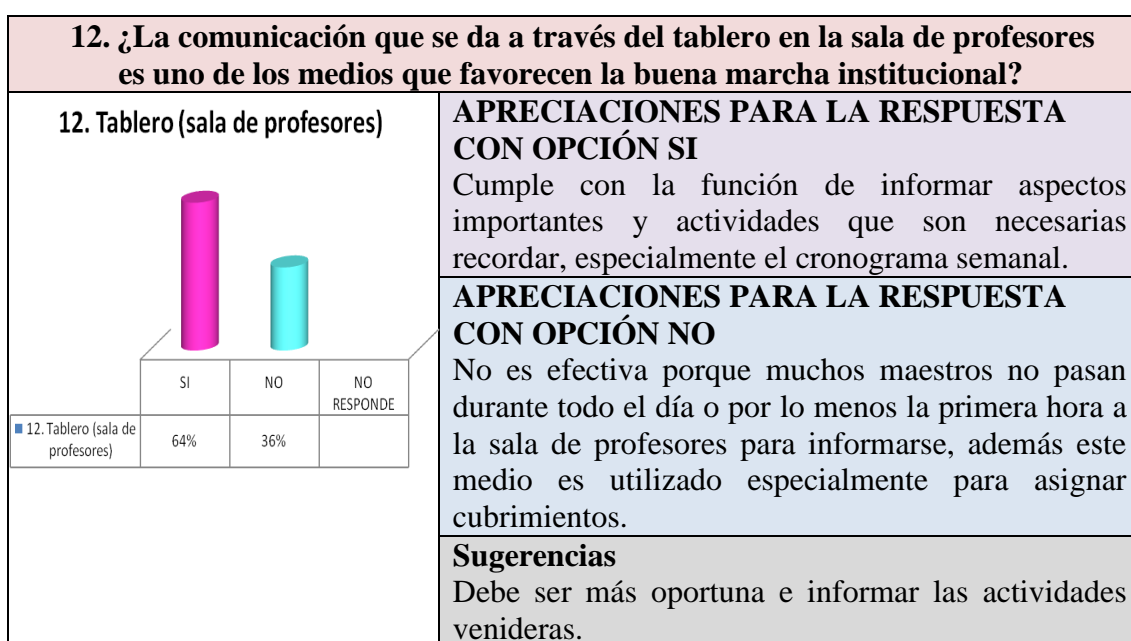 12. ¿La comunicación que se da a través del tablero en la sala de profesores
es uno de los medios que favorecen la buena marcha institucional?
12. Tablero (sala de profesores)
SI
NO
NO
RESPONDE
12. Tablero (sala de
profesores)
64%
36%
APRECIACIONES PARA LA RESPUESTA
CON OPCIÓN SI
Cumple con la función de informar aspectos
importantes y actividades que son necesarias
recordar, especialmente el cronograma semanal.
APRECIACIONES PARA LA RESPUESTA
CON OPCIÓN NO
No es efectiva porque muchos maestros no pasan
durante todo el día o por lo menos la primera hora a
la sala de profesores para informarse, además este
medio es utilizado especialmente para asignar
cubrimientos.
Sugerencias
Debe ser más oportuna e informar las actividades
venideras.